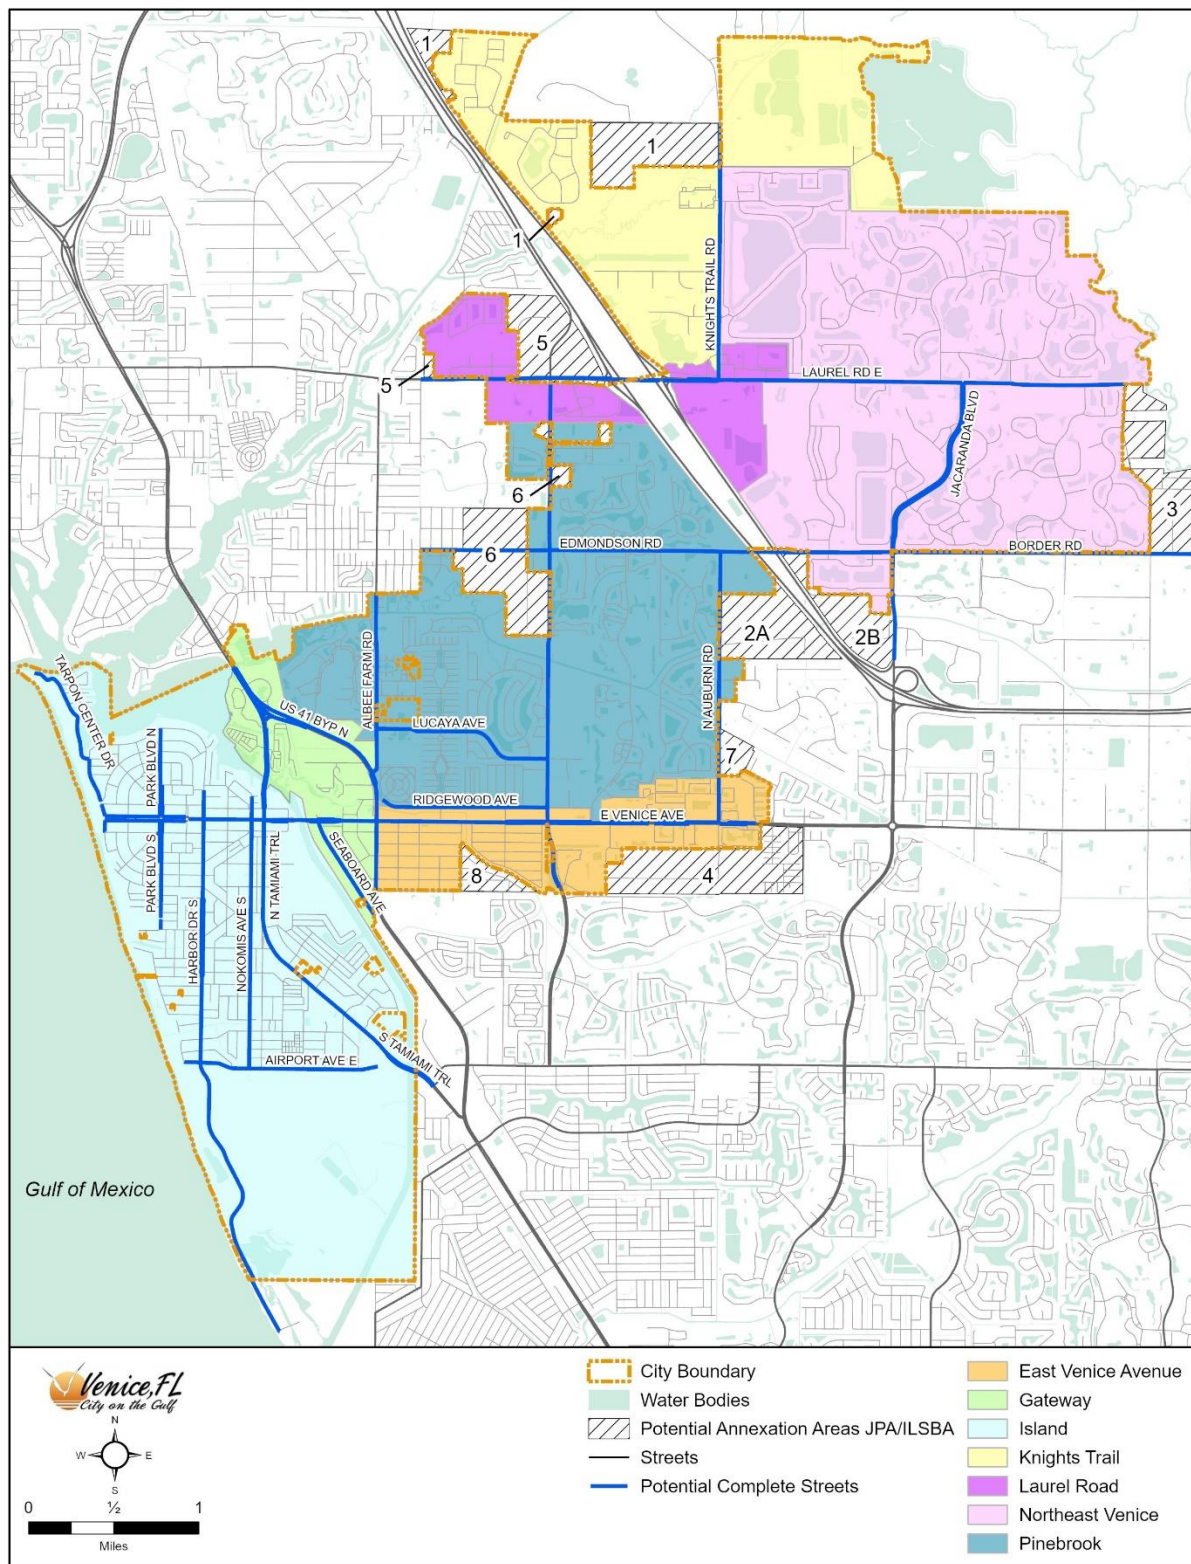 1
1
1
KNIGHTS TRAIL RD
5
5
LAUREL RD E
JACARANDA BLVD
6
3
EDMONDSON RD
BORDER RD
6
2A
2B
TARPON CENTER DR
ALBEE FARM RD
N AUBURN RD
US 41 BYP N
LUCAYA AVE
PARK BLVD N
7
RIDGEWOOD AVE
E VENICE AVE
PARK BLVD S
SEABOARD AVE
N TAMIAMI TRL
8
4
HARBOR DR S
NOKOMIS AVE S
S TAMIAMI TRL
AIRPORT AVE E
Gulf of Mexico
Venice, FL
City on the Gulf
N
W
E
S
0 ½ 1
Miles
City Boundary
Water Bodies
Potential Annexation Areas JPA/ILSBA
Streets
Potential Complete Streets
East Venice Avenue
Gateway
Island
Knights Trail
Laurel Road
Northeast Venice
Pinebrook